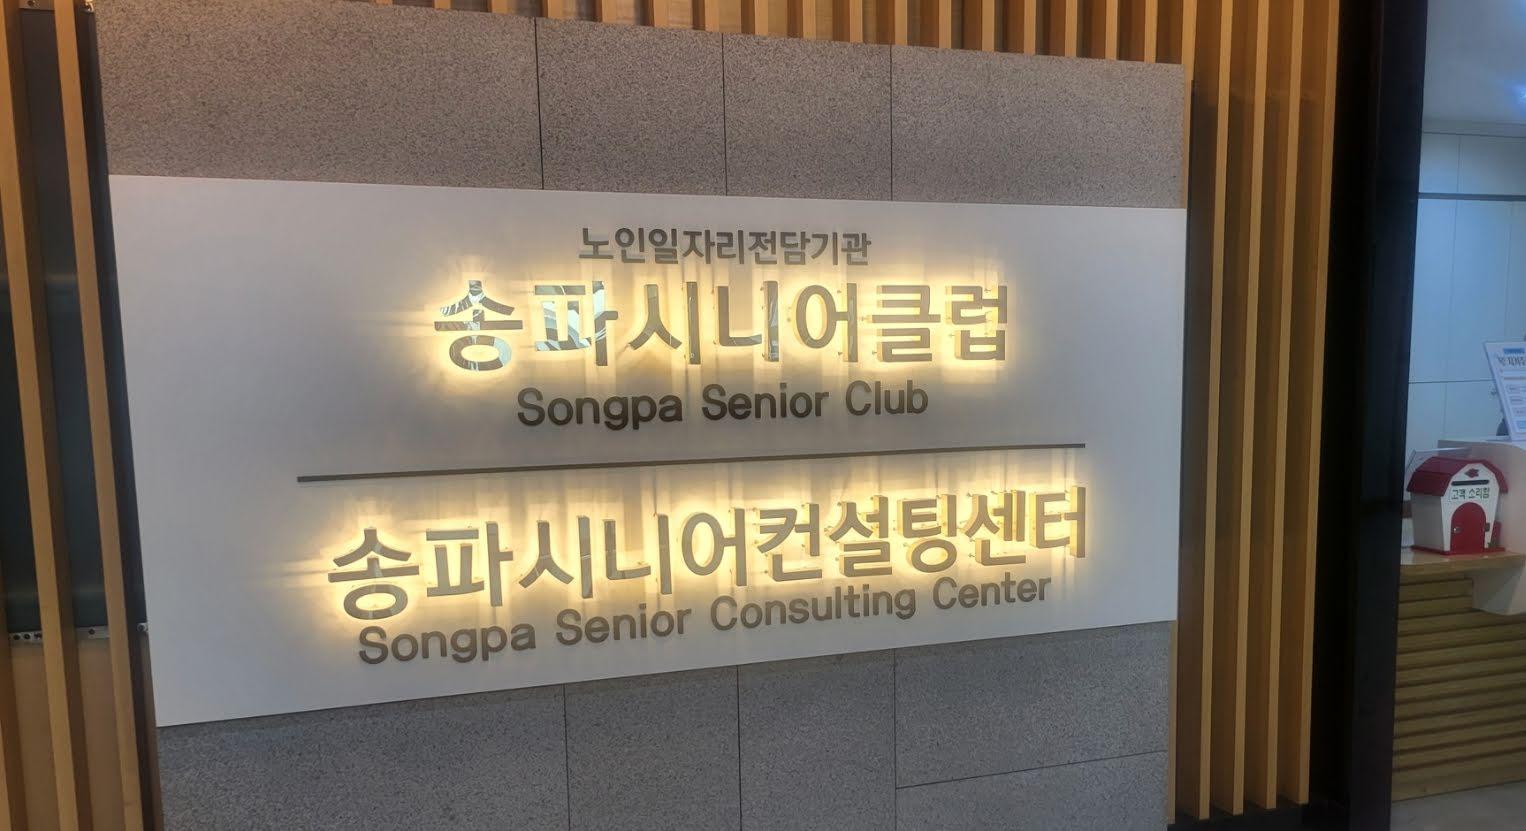 노인일자리전담기관
송파시니어클럽
Songpa Senior Club
송파시니어컨설팅센터
Songpa Senior Consulting Center
고객 소리함